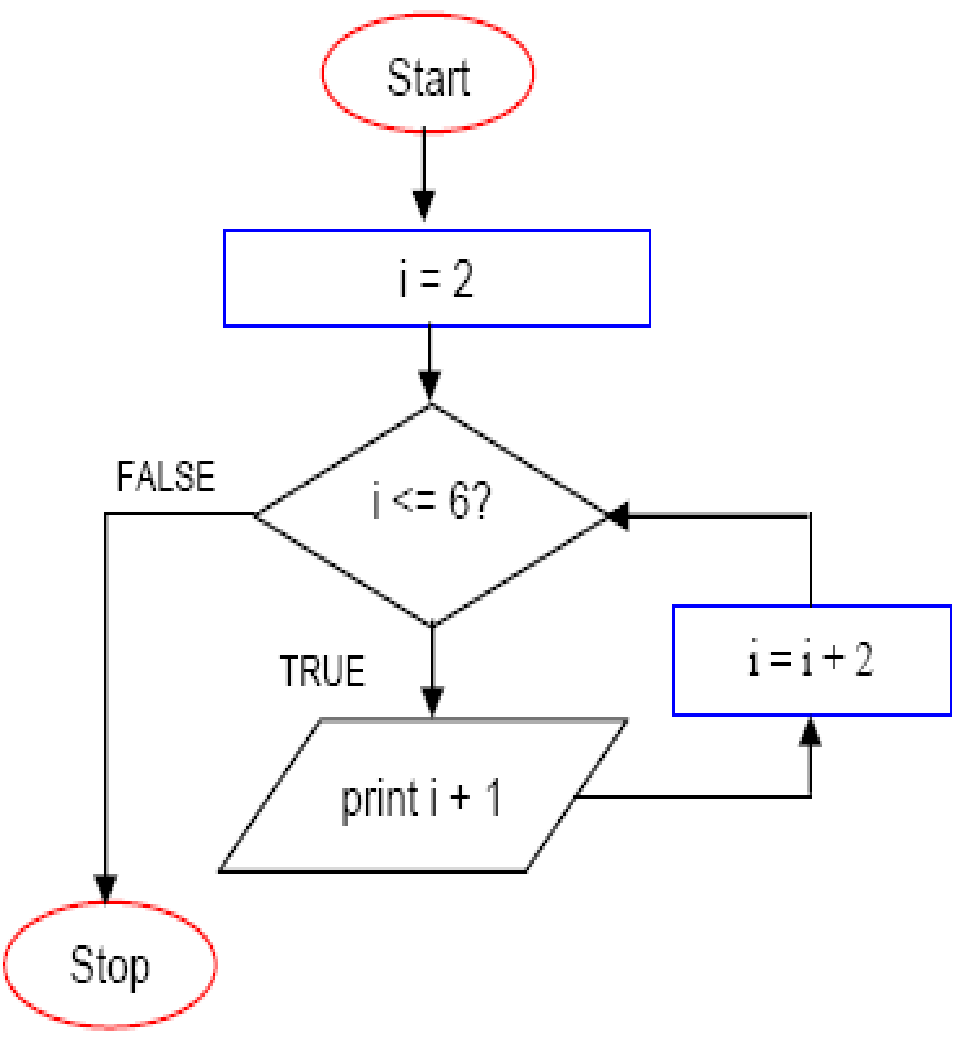 Start
i = 2
FALSE
i <= 6?
TRUE
i = i + 2
print i + 1
Stop